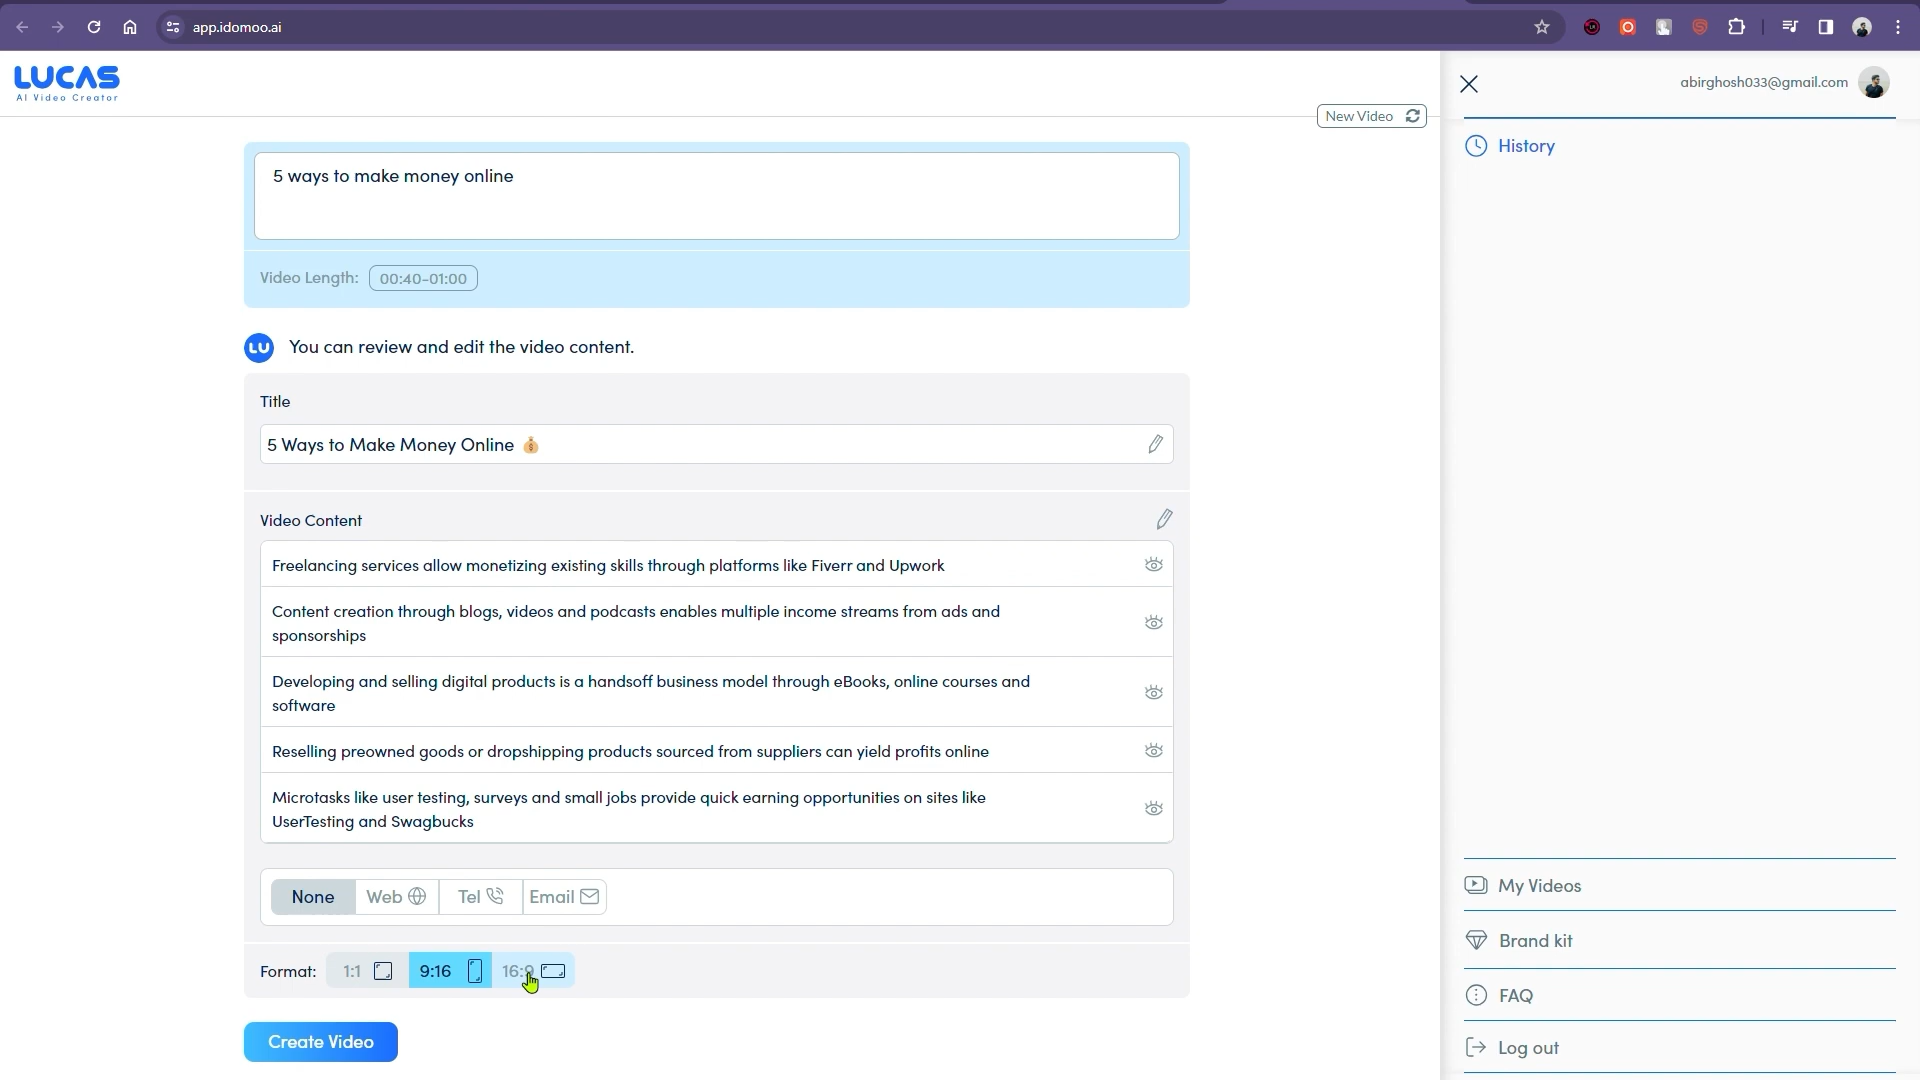 app.idomoo.ai
LUCAS
AI Video Creator
abirghosh033@gmail.com
New Video
History
5 ways to make money online
Video Length: 00:40-01:00
LU You can review and edit the video content.
Title
5 Ways to Make Money Online 💰
Video Content
Freelancing services allow monetizing existing skills through platforms like Fiverr and Upwork
Content creation through blogs, videos and podcasts enables multiple income streams from ads and
sponsorships
Developing and selling digital products is a handsoff business model through eBooks, online courses and
software
Reselling preowned goods or dropshipping products sourced from suppliers can yield profits online
Microtasks like user testing, surveys and small jobs provide quick earning opportunities on sites like
UserTesting and Swagbucks
None Web Tel Email
Format: 1:1 9:16 16:9
Create Video
My Videos
Brand kit
FAQ
Log out